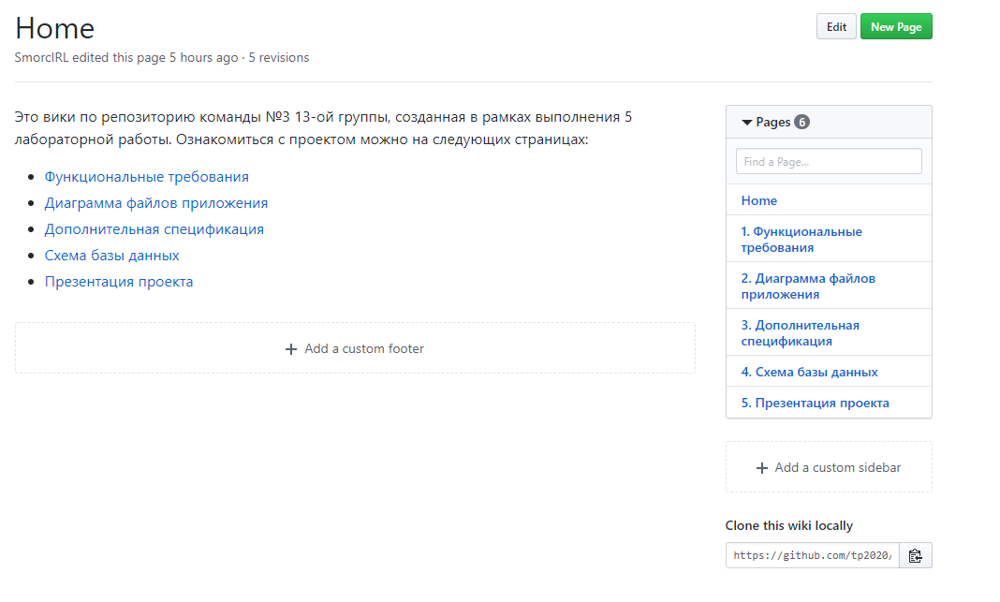 Home
Edit
New Page
SmorcIRL edited this page 5 hours ago · 5 revisions
Это вики по репозиторию команды №3 13-ой группы, созданная в рамках выполнения 5
лабораторной работы. Ознакомиться с проектом можно на следующих страницах:
Функциональные требования
Диаграмма файлов приложения
Дополнительная спецификация
Схема базы данных
Презентация проекта
Add a custom footer
Pages 6
Find a Page...
Home
1. Функциональные
требования
2. Диаграмма файлов
приложения
3. Дополнительная
спецификация
4. Схема базы данных
5. Презентация проекта
Add a custom sidebar
Clone this wiki locally
https://github.com/tp2020/